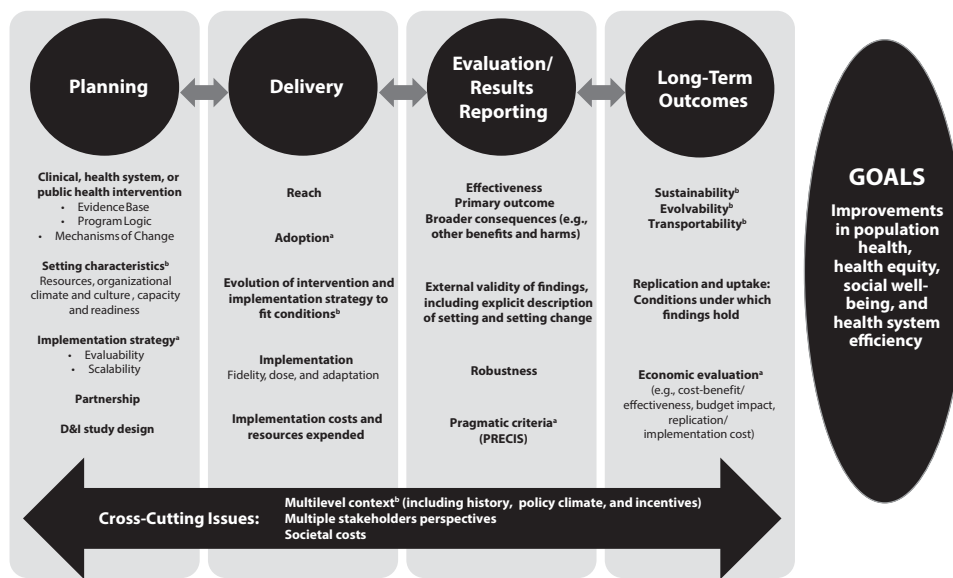 Planning
Clinical, health system, or
public health intervention
• Evidence Base
• Program Logic
• Mechanisms of Change
Setting characteristicsᵇ
Resources, organizational
climate and culture , capacity
and readiness
Implementation strategyᵃ
• Evaluability
• Scalability
Partnership
D&I study design
Delivery
Reach
Adoptionᵃ
Evolution of intervention and
implementation strategy to
fit conditionsᵇ
Implementation
Fidelity, dose, and adaptation
Implementation costs and
resources expended
Evaluation/
Results
Reporting
Effectiveness
Primary outcome
Broader consequences (e.g.,
other benefits and harms)
External validity of findings,
including explicit description
of setting and setting change
Robustness
Pragmatic criteriaᵃ
(PRECIS)
Long-Term
Outcomes
Sustainabilityᵇ
Evolvabilityᵇ
Transportabilityᵇ
Replication and uptake:
Conditions under which
findings hold
Economic evaluationᵃ
(e.g., cost-benefit/
effectiveness, budget impact,
replication/
implementation cost)
Cross-Cutting Issues:
Multilevel contextᵇ (including history, policy climate, and incentives)
Multiple stakeholders perspectives
Societal costs
GOALS
Improvements
in population
health,
health equity,
social well-
being, and
health system
efficiency